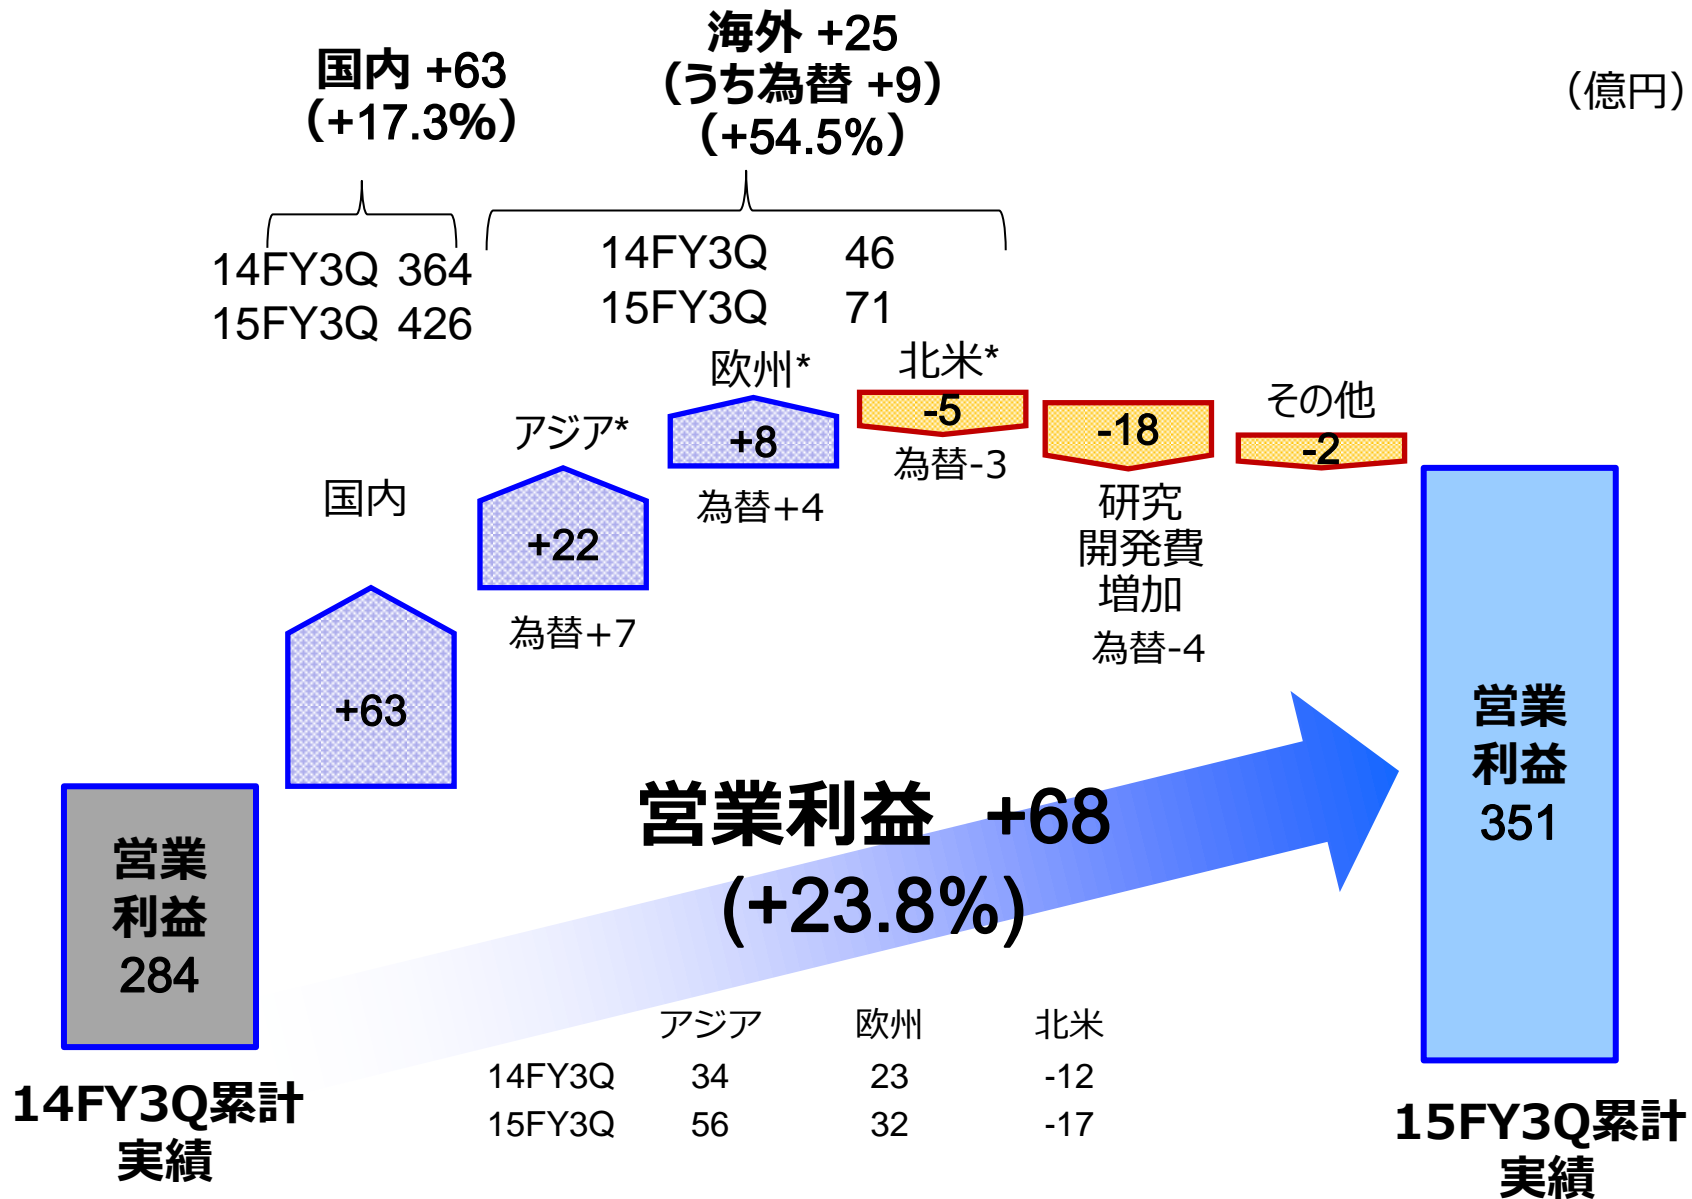 国内 +63
（+17.3%）
海外 +25
（うち為替 +9）
（+54.5%）
（億円）
14FY3Q 364
15FY3Q 426
14FY3Q 46
15FY3Q 71
国内
+63
アジア*
+22
為替+7
欧州*
+8
為替+4
北米*
-5
為替-3
-18
研究
開発費
増加
為替-4
その他
-2
営業
利益
284
14FY3Q累計
実績
営業利益 +68
(+23.8%)
営業
利益
351
15FY3Q累計
実績
アジア 欧州 北米
14FY3Q 34 23 -12
15FY3Q 56 32 -17